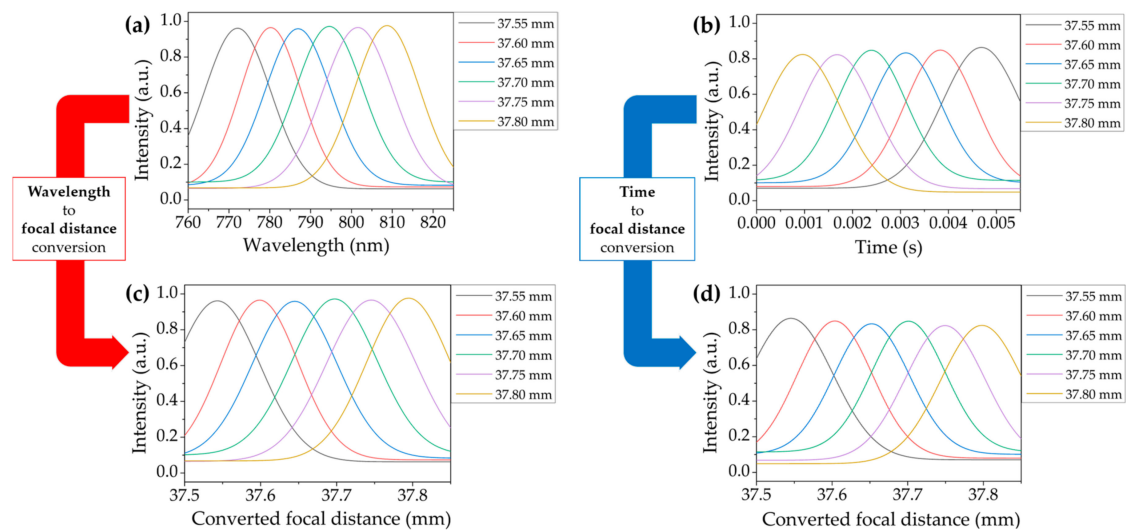 (a)
Intensity (a.u.)
1.0
0.8
0.6
0.4
0.2
0.0
760 770 780 790 800 810 820
Wavelength (nm)
37.55 mm
37.60 mm
37.65 mm
37.70 mm
37.75 mm
37.80 mm
(b)
Intensity (a.u.)
1.0
0.8
0.6
0.4
0.2
0.0
0.000 0.001 0.002 0.003 0.004 0.005
Time (s)
37.55 mm
37.60 mm
37.65 mm
37.70 mm
37.75 mm
37.80 mm
Wavelength
to
focal distance
conversion
Time
to
focal distance
conversion
(c)
Intensity (a.u.)
1.0
0.8
0.6
0.4
0.2
0.0
37.5 37.6 37.7 37.8
Converted focal distance (mm)
37.55 mm
37.60 mm
37.65 mm
37.70 mm
37.75 mm
37.80 mm
(d)
Intensity (a.u.)
1.0
0.8
0.6
0.4
0.2
0.0
37.5 37.6 37.7 37.8
Converted focal distance (mm)
37.55 mm
37.60 mm
37.65 mm
37.70 mm
37.75 mm
37.80 mm